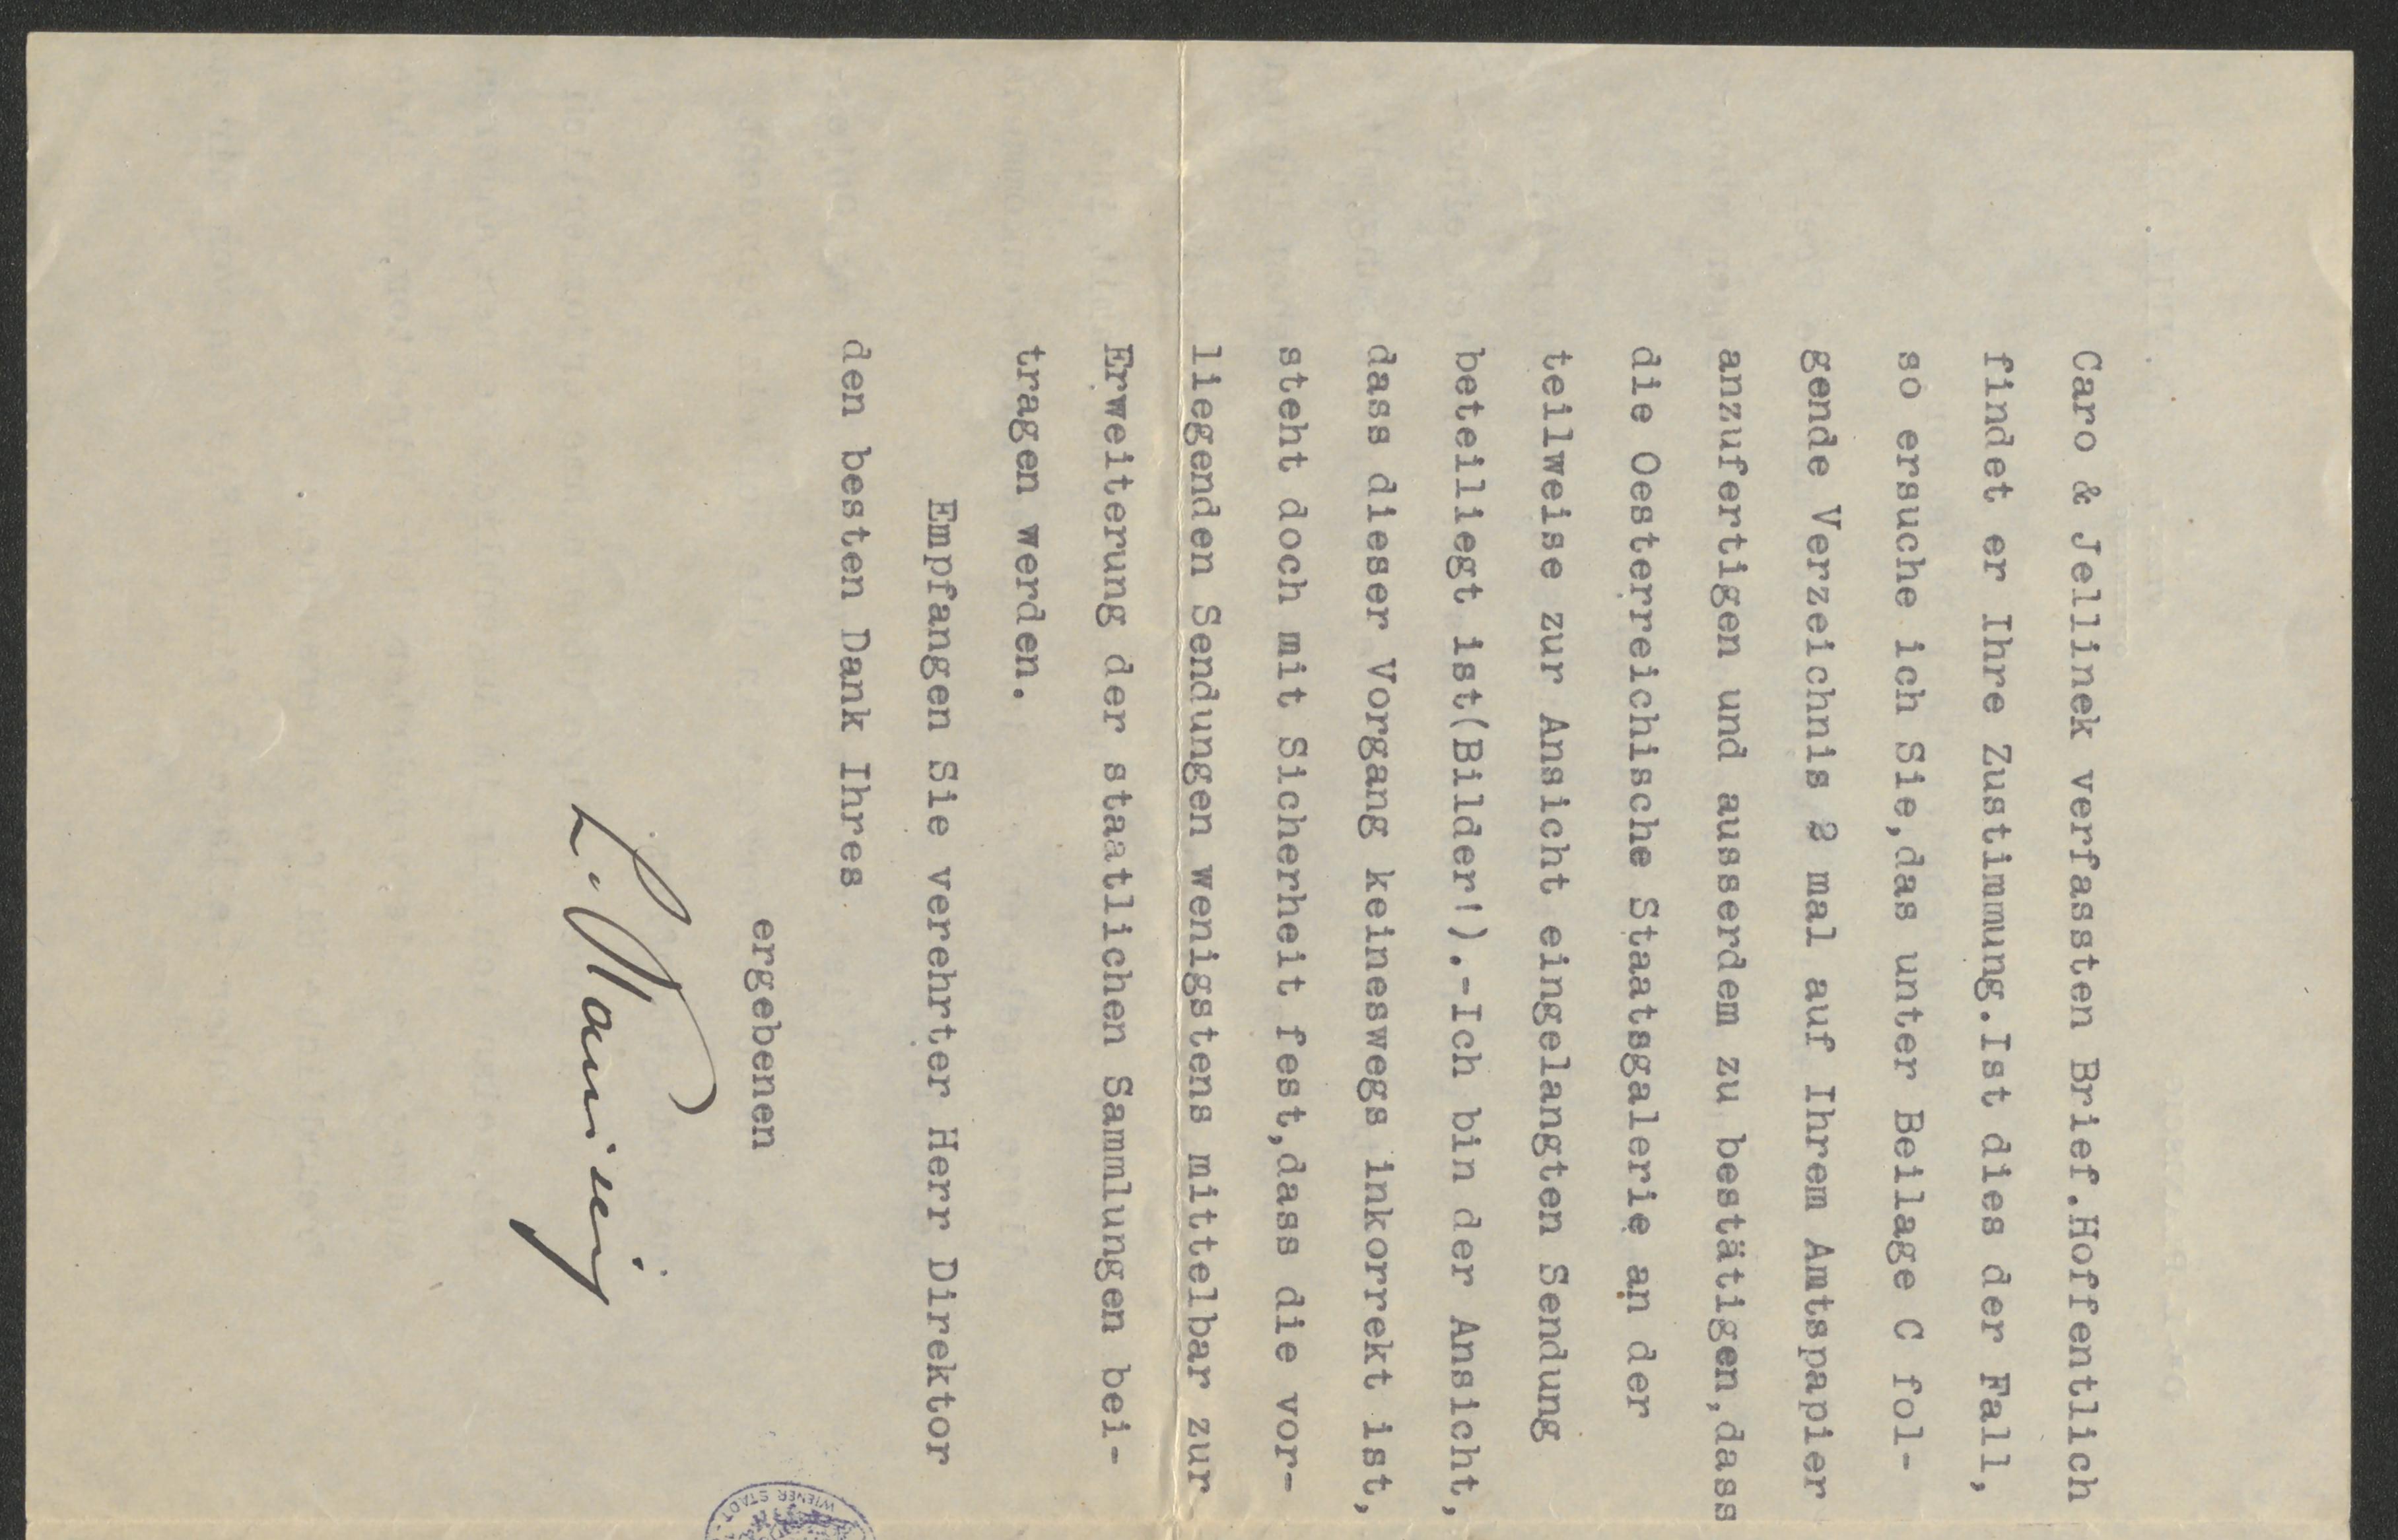 Caro & Jellinek verfassten Brief.Hoffentlich
findet er Ihre Zustimmung.Ist dies der Fall,
so ersuche ich Sie,das unter Beilage C fol-
gende Verzeichnis 2 mal auf Ihrem Amtspapier
anzufertigen und ausserdem zu bestätigen,dass
die Oesterreichische Staatsgalerie an der
teilweise zur Ansicht eingelangten Sendung
beteiliegt ist(Bilder!).-Ich bin der Ansicht,
dass dieser Vorgang keineswegs inkorrekt ist,
steht doch mit Sicherheit fest,dass die vor-
liegenden Sendungen wenigstens mittelbar zur
Erweiterung der staatlichen Sammlungen bei-
tragen werden.
Empfangen Sie verehrter Herr Direktor
den besten Dank Ihres
ergebenen
WIENER STADT-